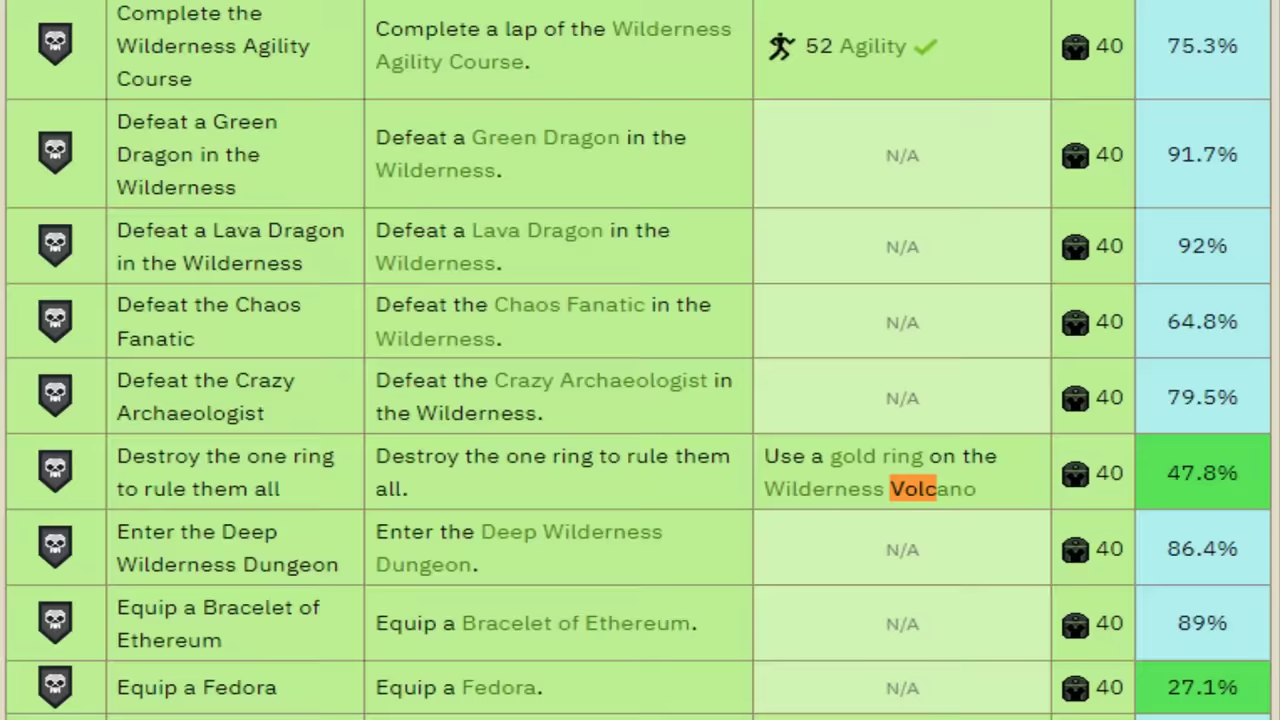 Complete the
Wilderness Agility
Course
Complete a lap of the Wilderness
Agility Course.
52 Agility
40
75.3%
Defeat a Green
Dragon in the
Wilderness
Defeat a Green Dragon in the
Wilderness.
N/A
40
91.7%
Defeat a Lava Dragon
in the Wilderness
Defeat a Lava Dragon in the
Wilderness.
N/A
40
92%
Defeat the Chaos
Fanatic
Defeat the Chaos Fanatic in the
Wilderness.
N/A
40
64.8%
Defeat the Crazy
Archaeologist
Defeat the Crazy Archaeologist in
the Wilderness.
N/A
40
79.5%
Destroy the one ring
to rule them all
Destroy the one ring to rule them
all.
Use a gold ring on the
Wilderness Volcano
40
47.8%
Enter the Deep
Wilderness Dungeon
Enter the Deep Wilderness
Dungeon.
N/A
40
86.4%
Equip a Bracelet of
Ethereum
Equip a Bracelet of Ethereum.
N/A
40
89%
Equip a Fedora
Equip a Fedora.
N/A
40
27.1%